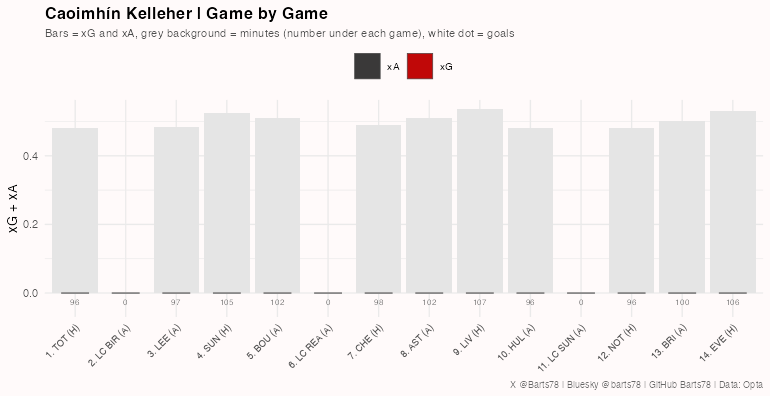 Caoimhín Kelleher I Game by Game
Bars = xG and xA, grey background = minutes (number under each game), white dot = goals
xA xG
xG + xA
0.4
0.2
0.0
96 0 97 105 102 0 98 102 107 96 0 96 100 106
1. TOT (H)
2. LC BIR (A)
3. LEE (A)
4. SUN (H)
5. BOU (A)
6. LC REA (A)
7. CHE (H)
8. AST (A)
9. LIV (H)
10. HUL (A)
11. LC SUN (A)
12. NOT (H)
13. BRI (A)
14. EVE (H)
X @Barts78 I Bluesky @barts78 I GitHub Barts78 I Data: Opta